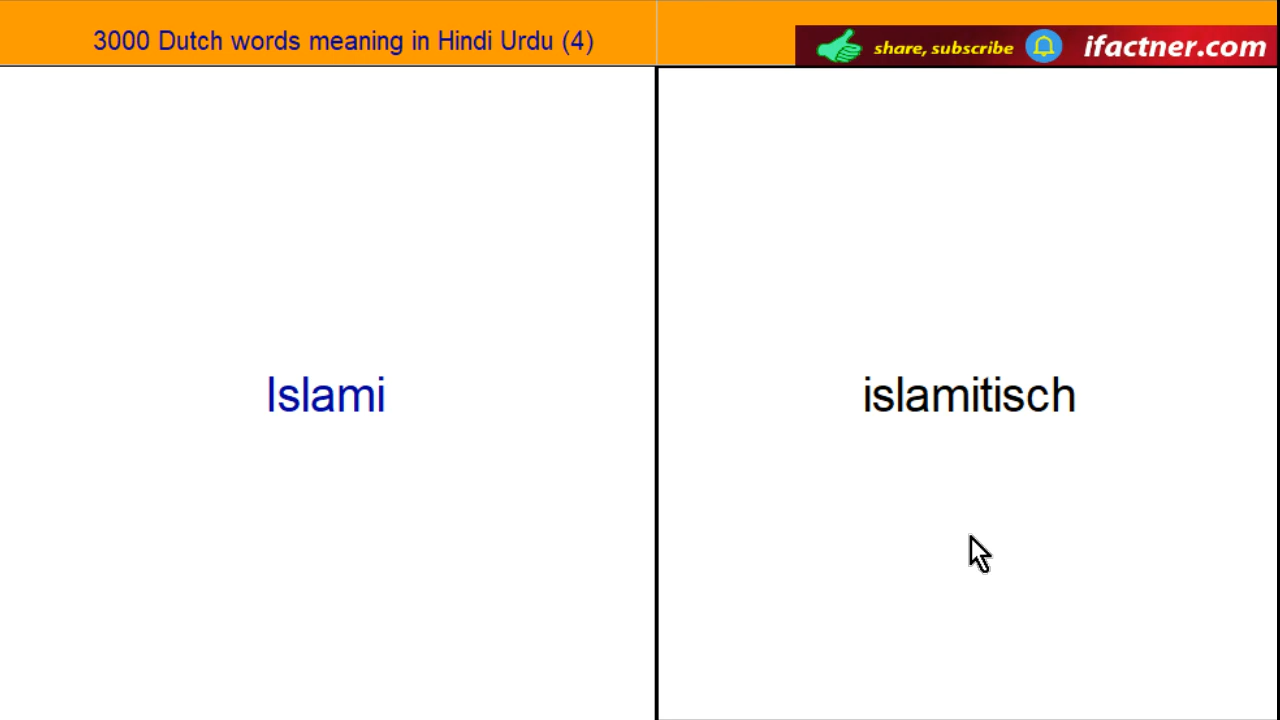 3000 Dutch words meaning in Hindi Urdu (4)
share, subscribe
ifactner.com
Islami
islamitisch